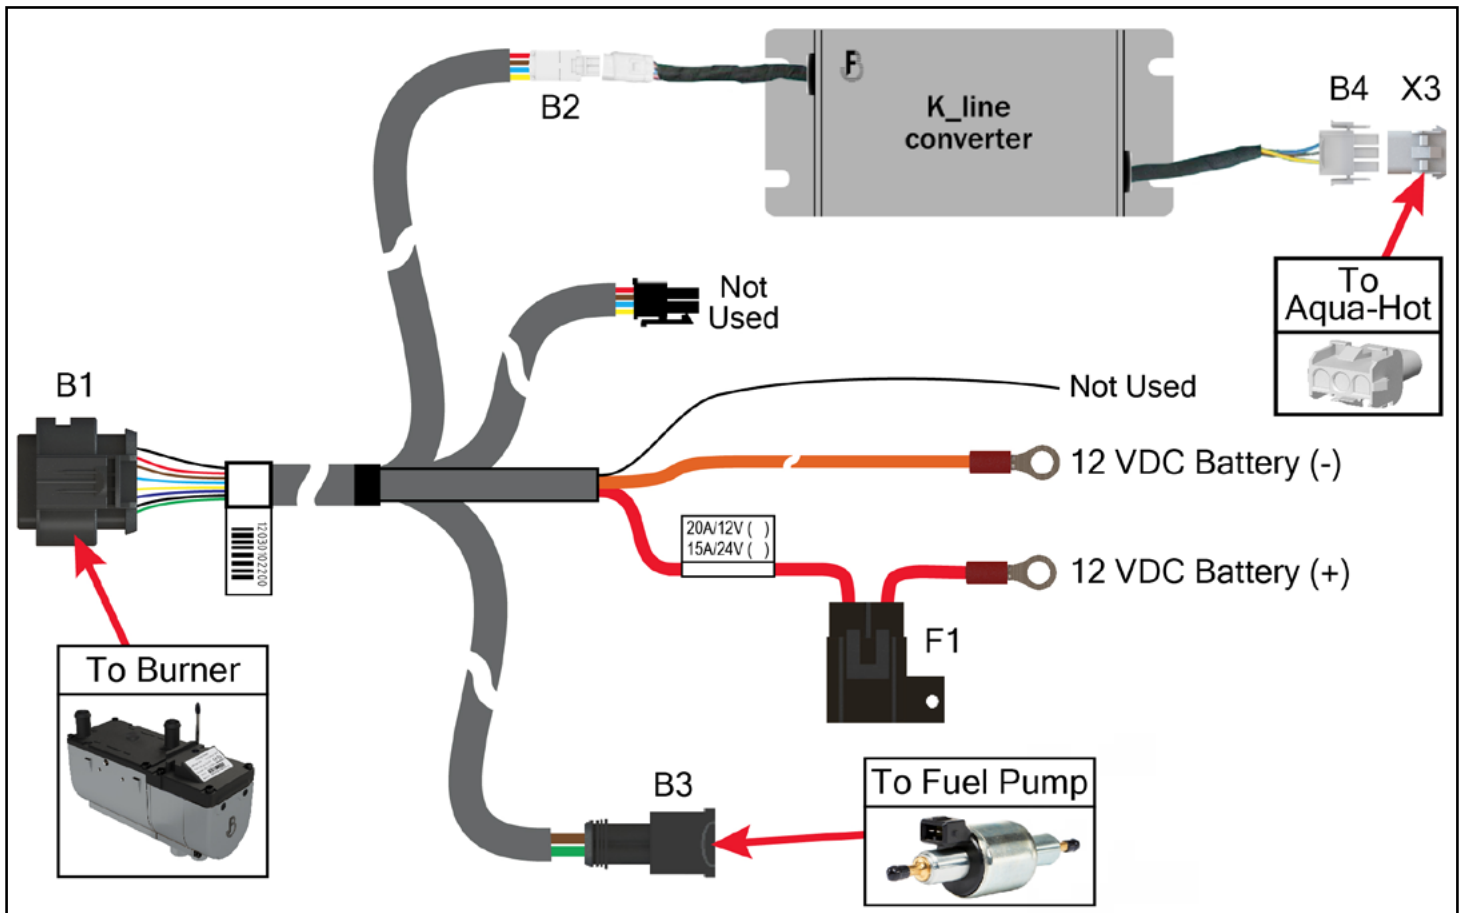 B2
K_line
converter
B4
X3
To
Aqua-Hot
Not
Used
B1
Not Used
12 VDC Battery (-)
20A/12V ( )
15A/24V ( )
12030102200
12 VDC Battery (+)
F1
To Burner
B3
To Fuel Pump